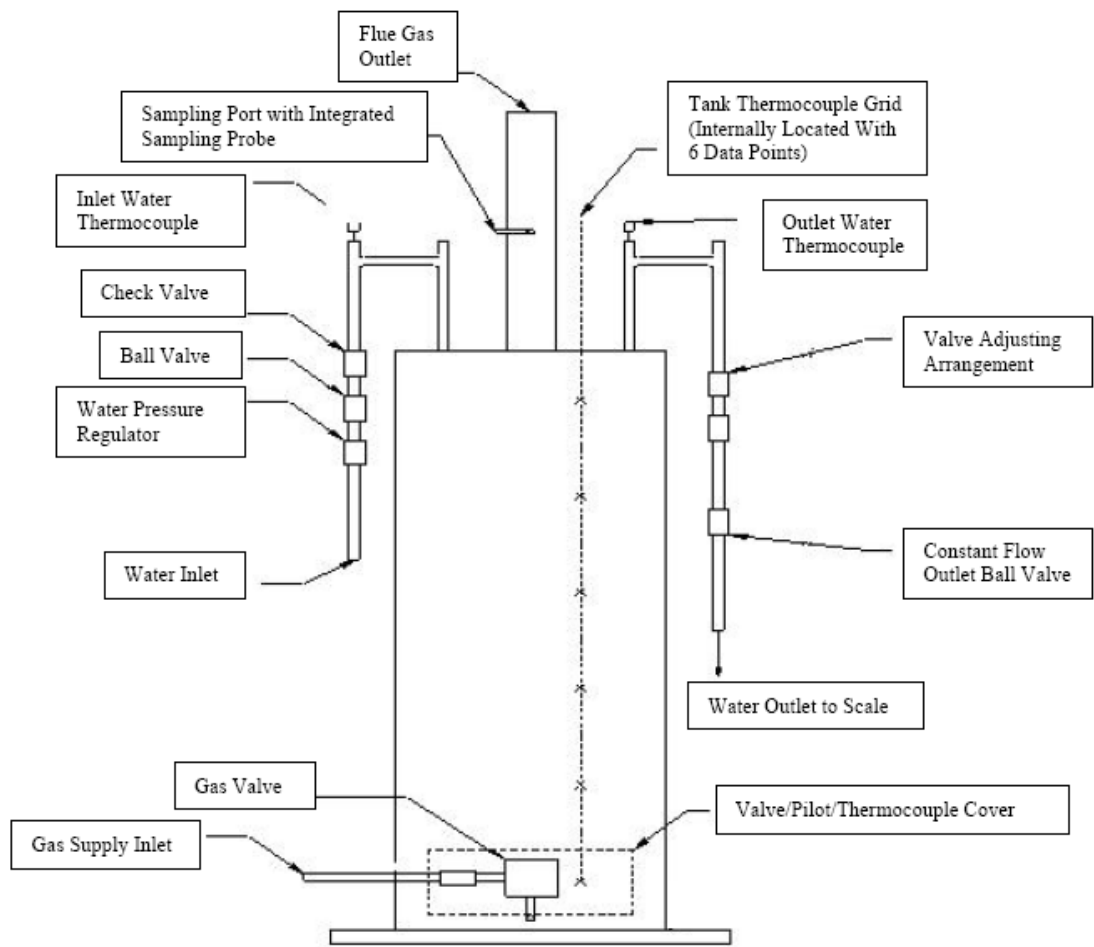 Flue Gas
Outlet
Sampling Port with Integrated
Sampling Probe
Tank Thermocouple Grid
(Internally Located With
6 Data Points)
Inlet Water
Thermocouple
Outlet Water
Thermocouple
Check Valve
Ball Valve
Water Pressure
Regulator
Valve Adjusting
Arrangement
Water Inlet
Constant Flow
Outlet Ball Valve
Water Outlet to Scale
Gas Valve
Valve/Pilot/Thermocouple Cover
Gas Supply Inlet